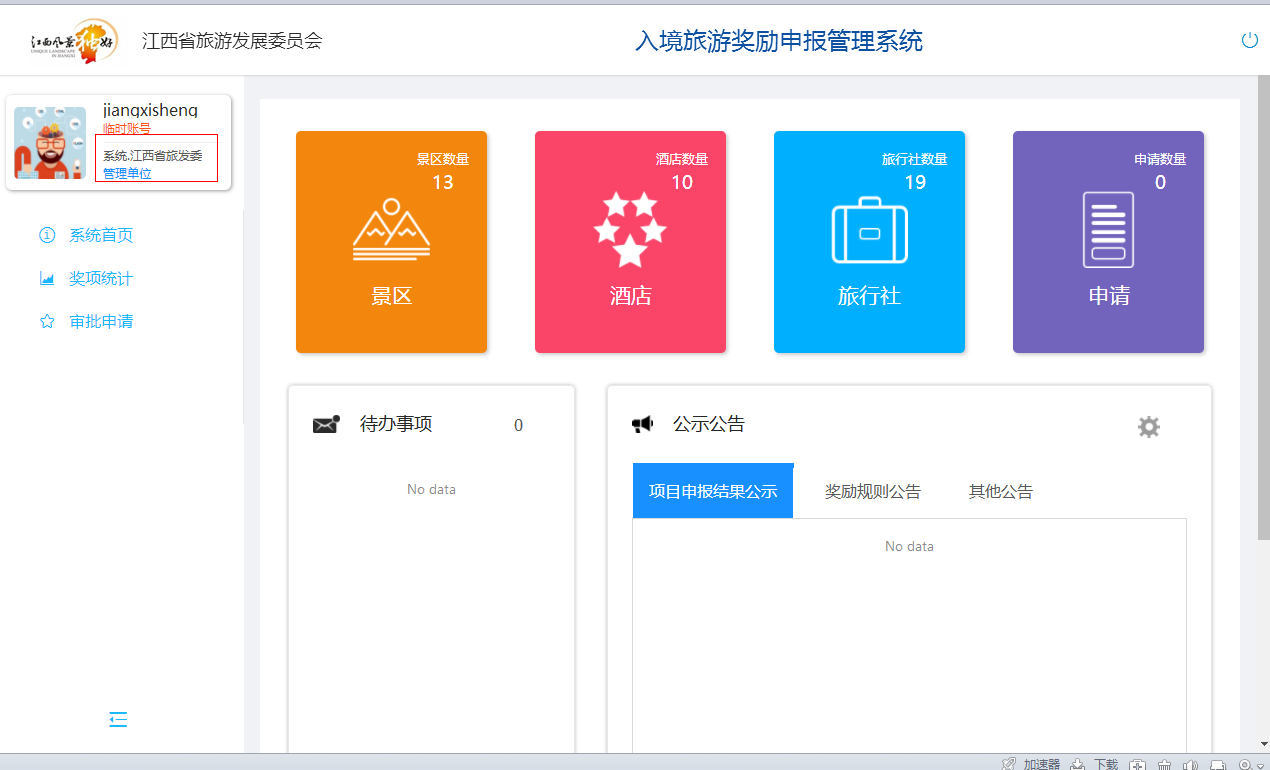 江西风景独好
UNIQUE LANDSCAPE
IN JIANGXI
江西省旅游发展委员会
入境旅游奖励申报管理系统
jiangxisheng
临时账号
系统.江西省旅发委
管理单位
系统首页
奖项统计
审批申请
景区数量
13
景区
酒店数量
10
酒店
旅行社数量
19
旅行社
申请数量
0
申请
待办事项 0
No data
公示公告
项目申报结果公示 奖励规则公告 其他公告
No data
加速器 下载